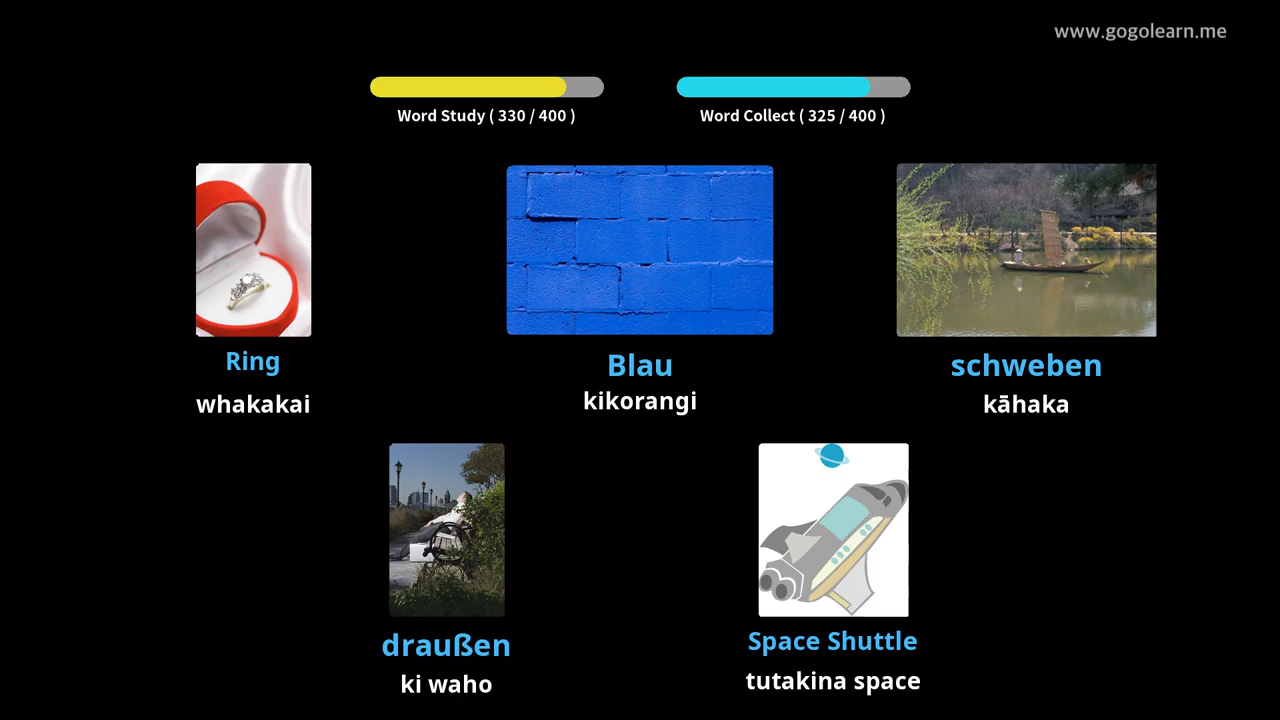 www.gogolearn.me
Word Study ( 330 / 400 )
Word Collect ( 325 / 400 )
Ring
whakakai
Blau
kikorangi
schweben
kāhaka
draußen
ki waho
Space Shuttle
tutakina space